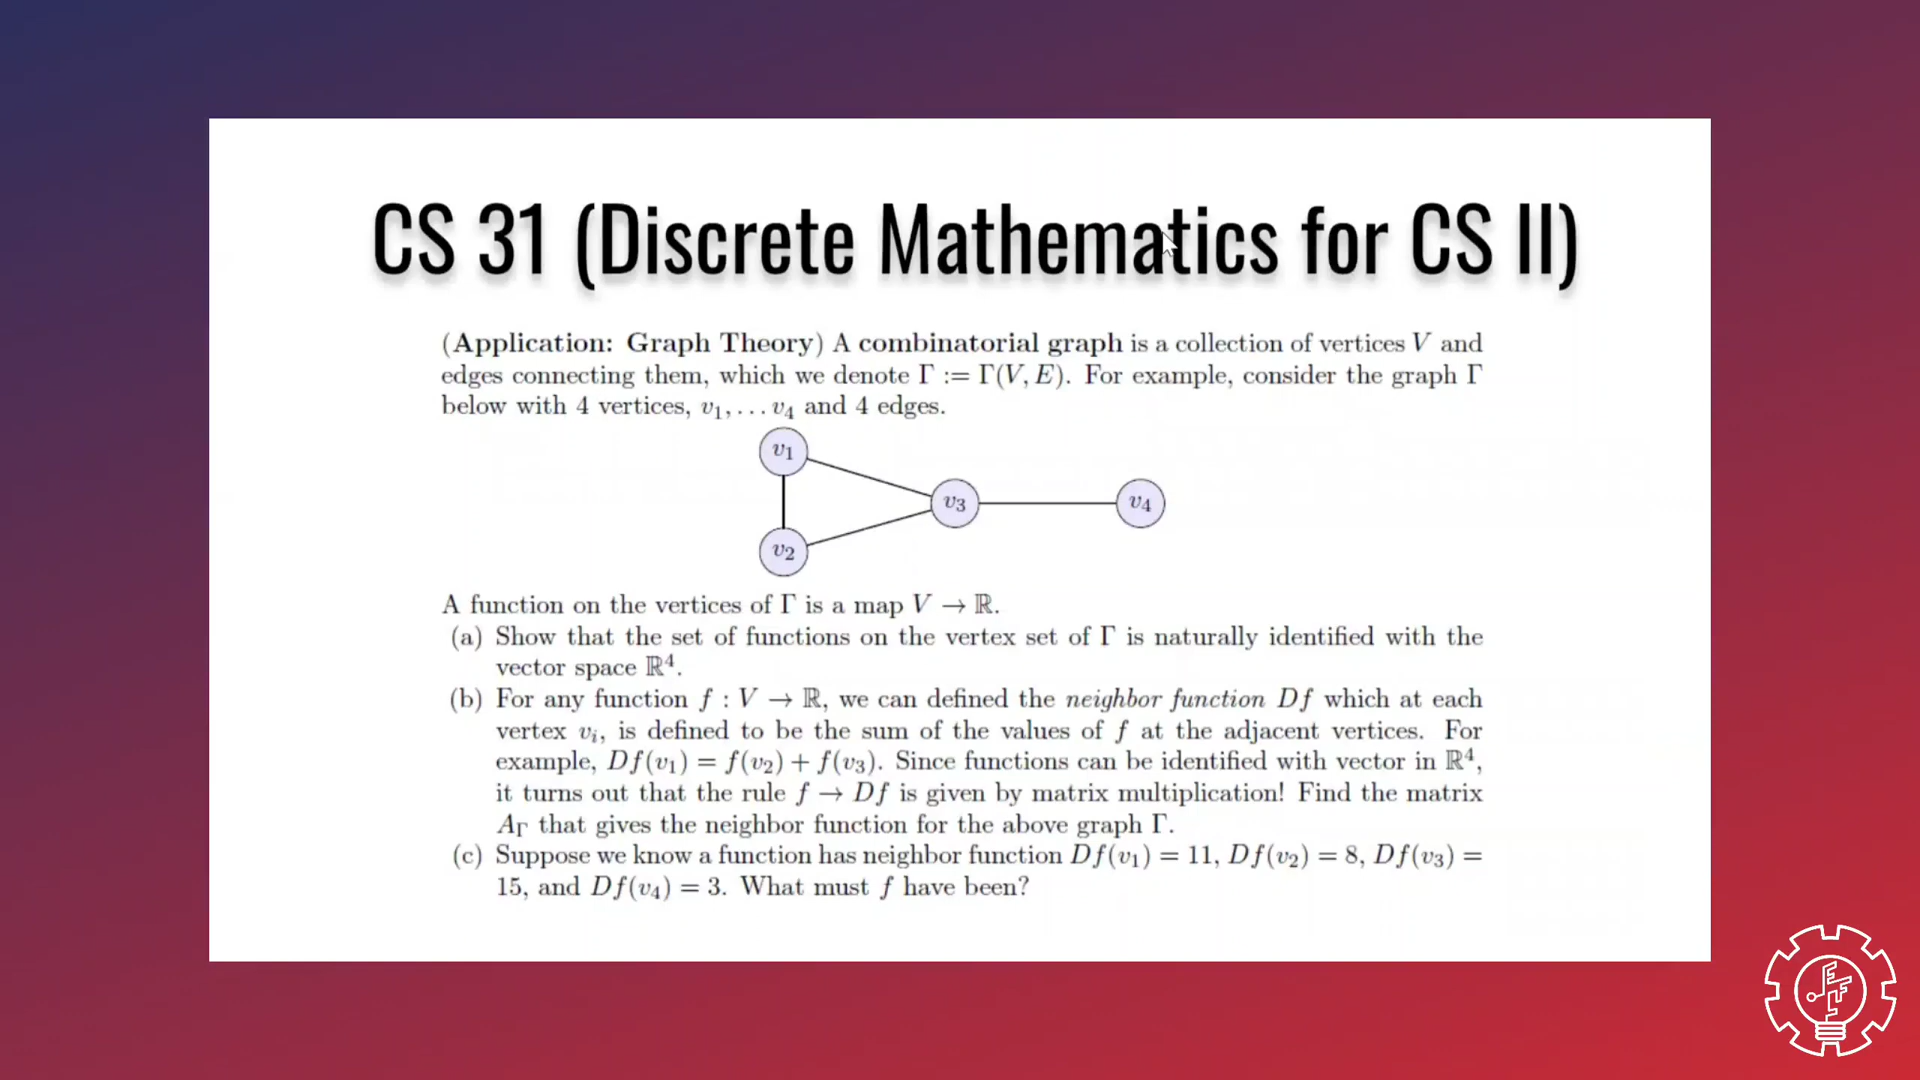 CS 31 (Discrete Mathematics for CS II)
(Application: Graph Theory) A combinatorial graph is a collection of vertices V and
edges connecting them, which we denote Γ := Γ(V, E). For example, consider the graph Γ
below with 4 vertices, v₁, . . . v₄ and 4 edges.
v₁
v₃
v₄
v₂
A function on the vertices of Γ is a map V → ℝ.
(a) Show that the set of functions on the vertex set of Γ is naturally identified with the
vector space ℝ⁴.
(b) For any function f : V → ℝ, we can defined the neighbor function Df which at each
vertex vᵢ, is defined to be the sum of the values of f at the adjacent vertices. For
example, Df(v₁) = f(v₂) + f(v₃). Since functions can be identified with vector in ℝ⁴,
it turns out that the rule f → Df is given by matrix multiplication! Find the matrix
A_Γ that gives the neighbor function for the above graph Γ.
(c) Suppose we know a function has neighbor function Df(v₁) = 11, Df(v₂) = 8, Df(v₃) =
15, and Df(v₄) = 3. What must f have been?